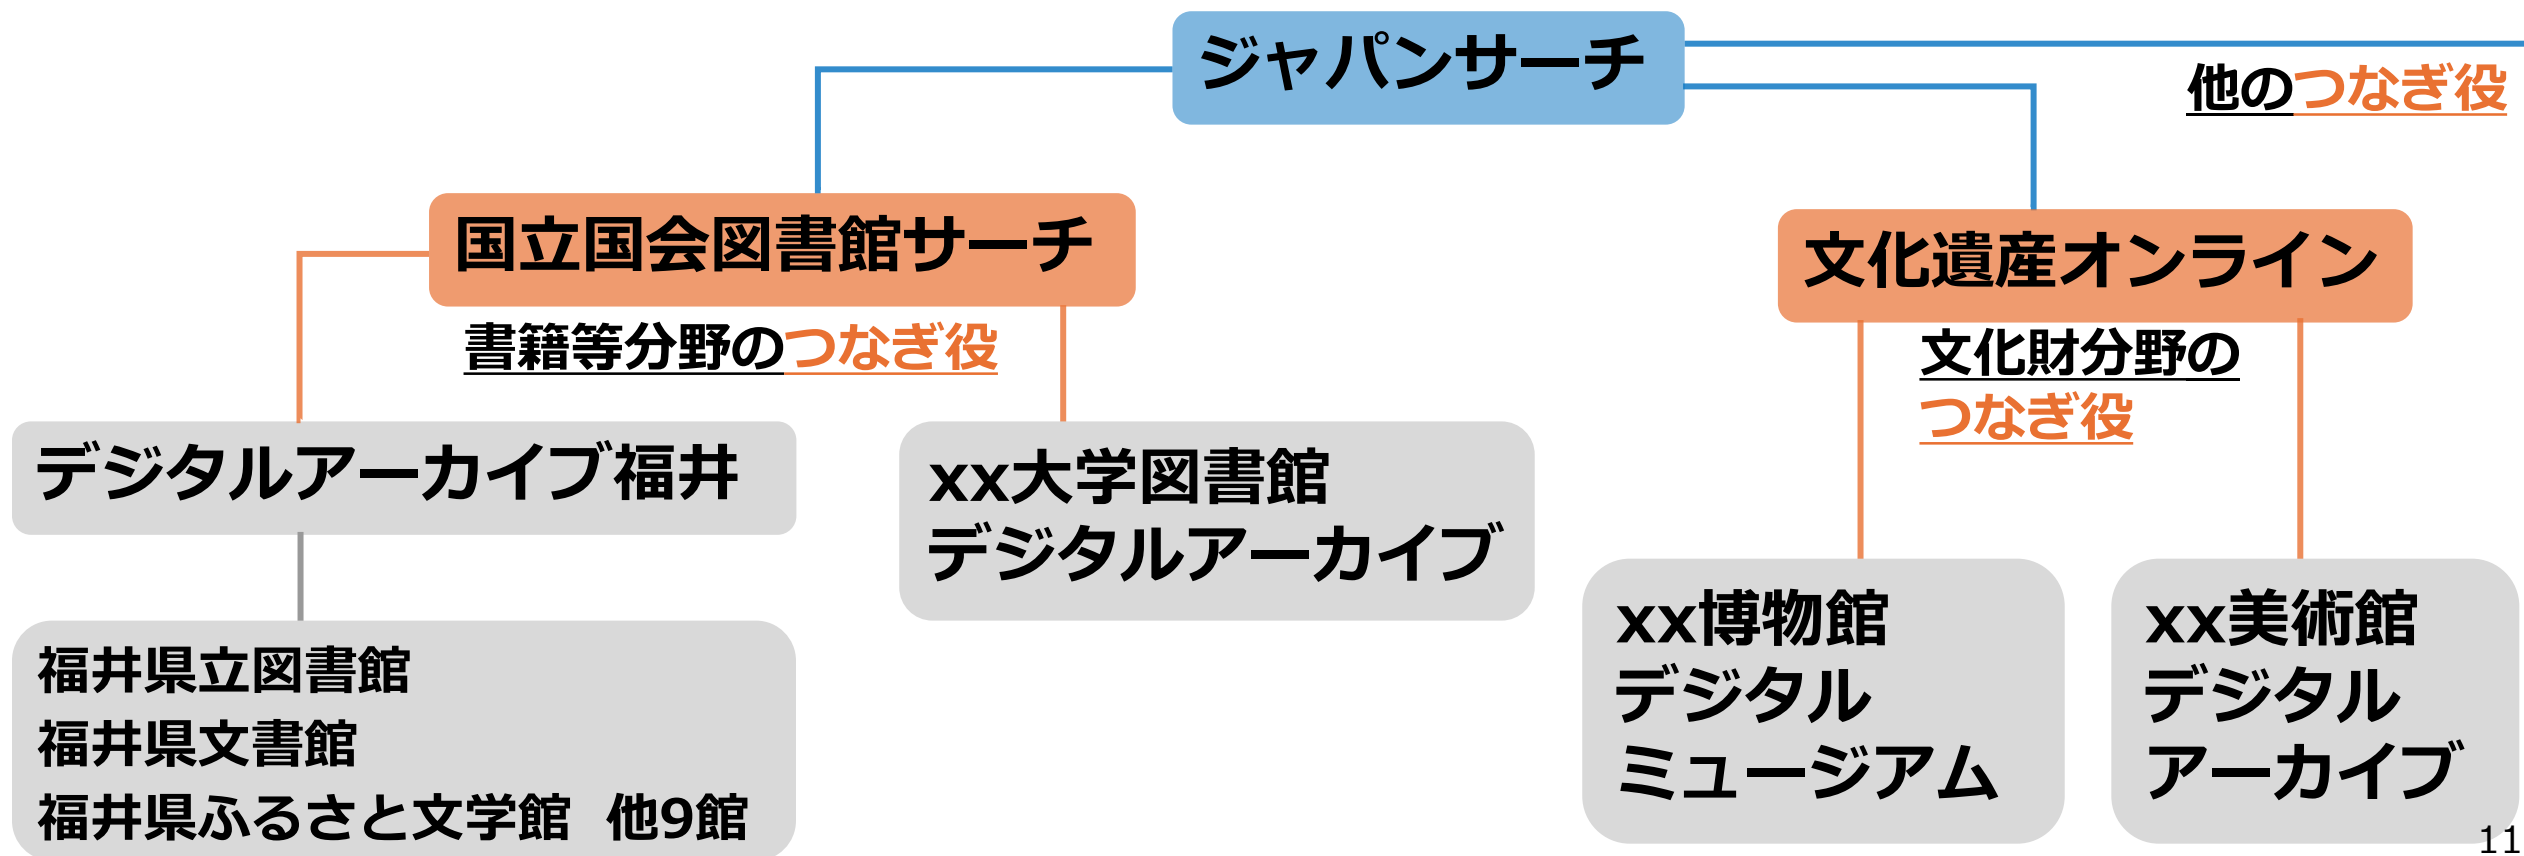 ジャパンサーチ
他のつなぎ役
国立国会図書館サーチ
文化遺産オンライン
書籍等分野のつなぎ役
文化財分野の
つなぎ役
デジタルアーカイブ福井
xx大学図書館
デジタルアーカイブ
福井県立図書館
福井県文書館
福井県ふるさと文学館 他9館
xx博物館
デジタル
ミュージアム
xx美術館
デジタル
アーカイブ
11